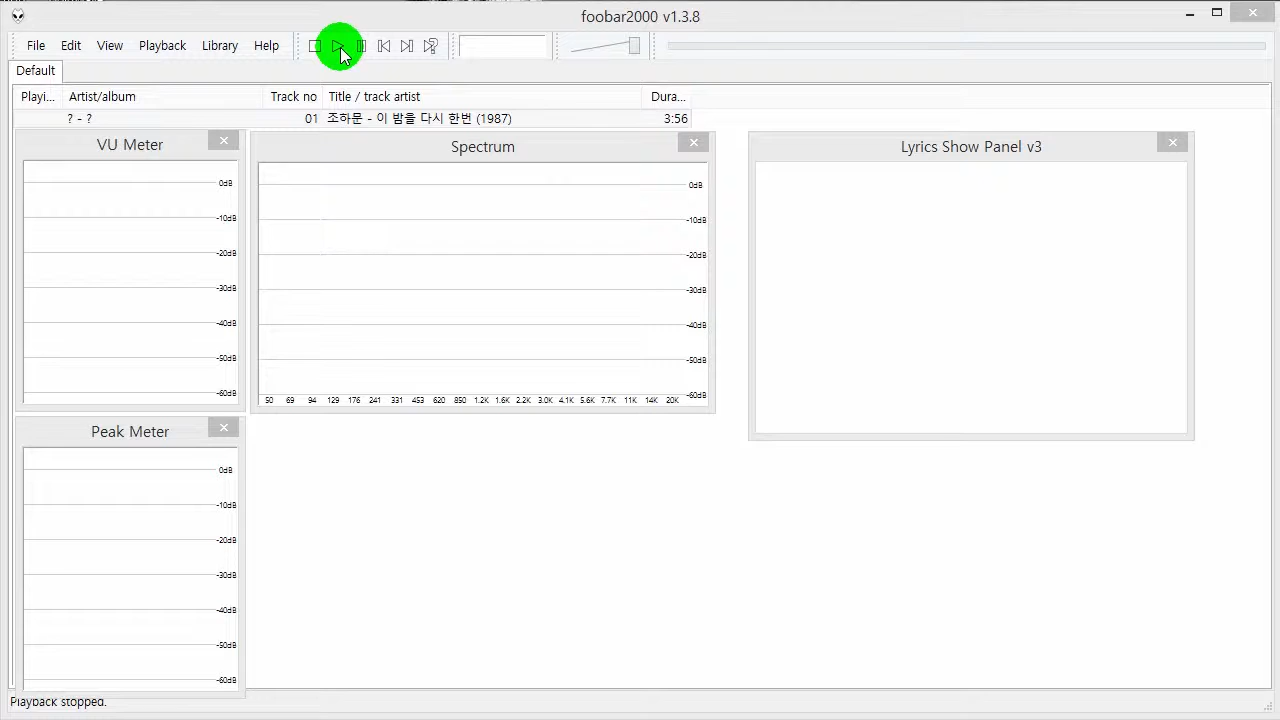 foobar2000 v1.3.8
File Edit View Playback Library Help
Default
Playi... Artist/album Track no Title / track artist Dura...
? - ? 01 조하문 - 이 밤을 다시 한번 (1987) 3:56
VU Meter
0dB
-10dB
-20dB
-30dB
-40dB
-50dB
-60dB
Spectrum
0dB
-10dB
-20dB
-30dB
-40dB
-50dB
-60dB
50 69 94 129 176 241 331 453 620 850 1.2K 1.6K 2.2K 3.0K 4.1K 5.6K 7.7K 11K 14K 20K
Lyrics Show Panel v3
Peak Meter
0dB
-10dB
-20dB
-30dB
-40dB
-50dB
-60dB
Playback stopped.